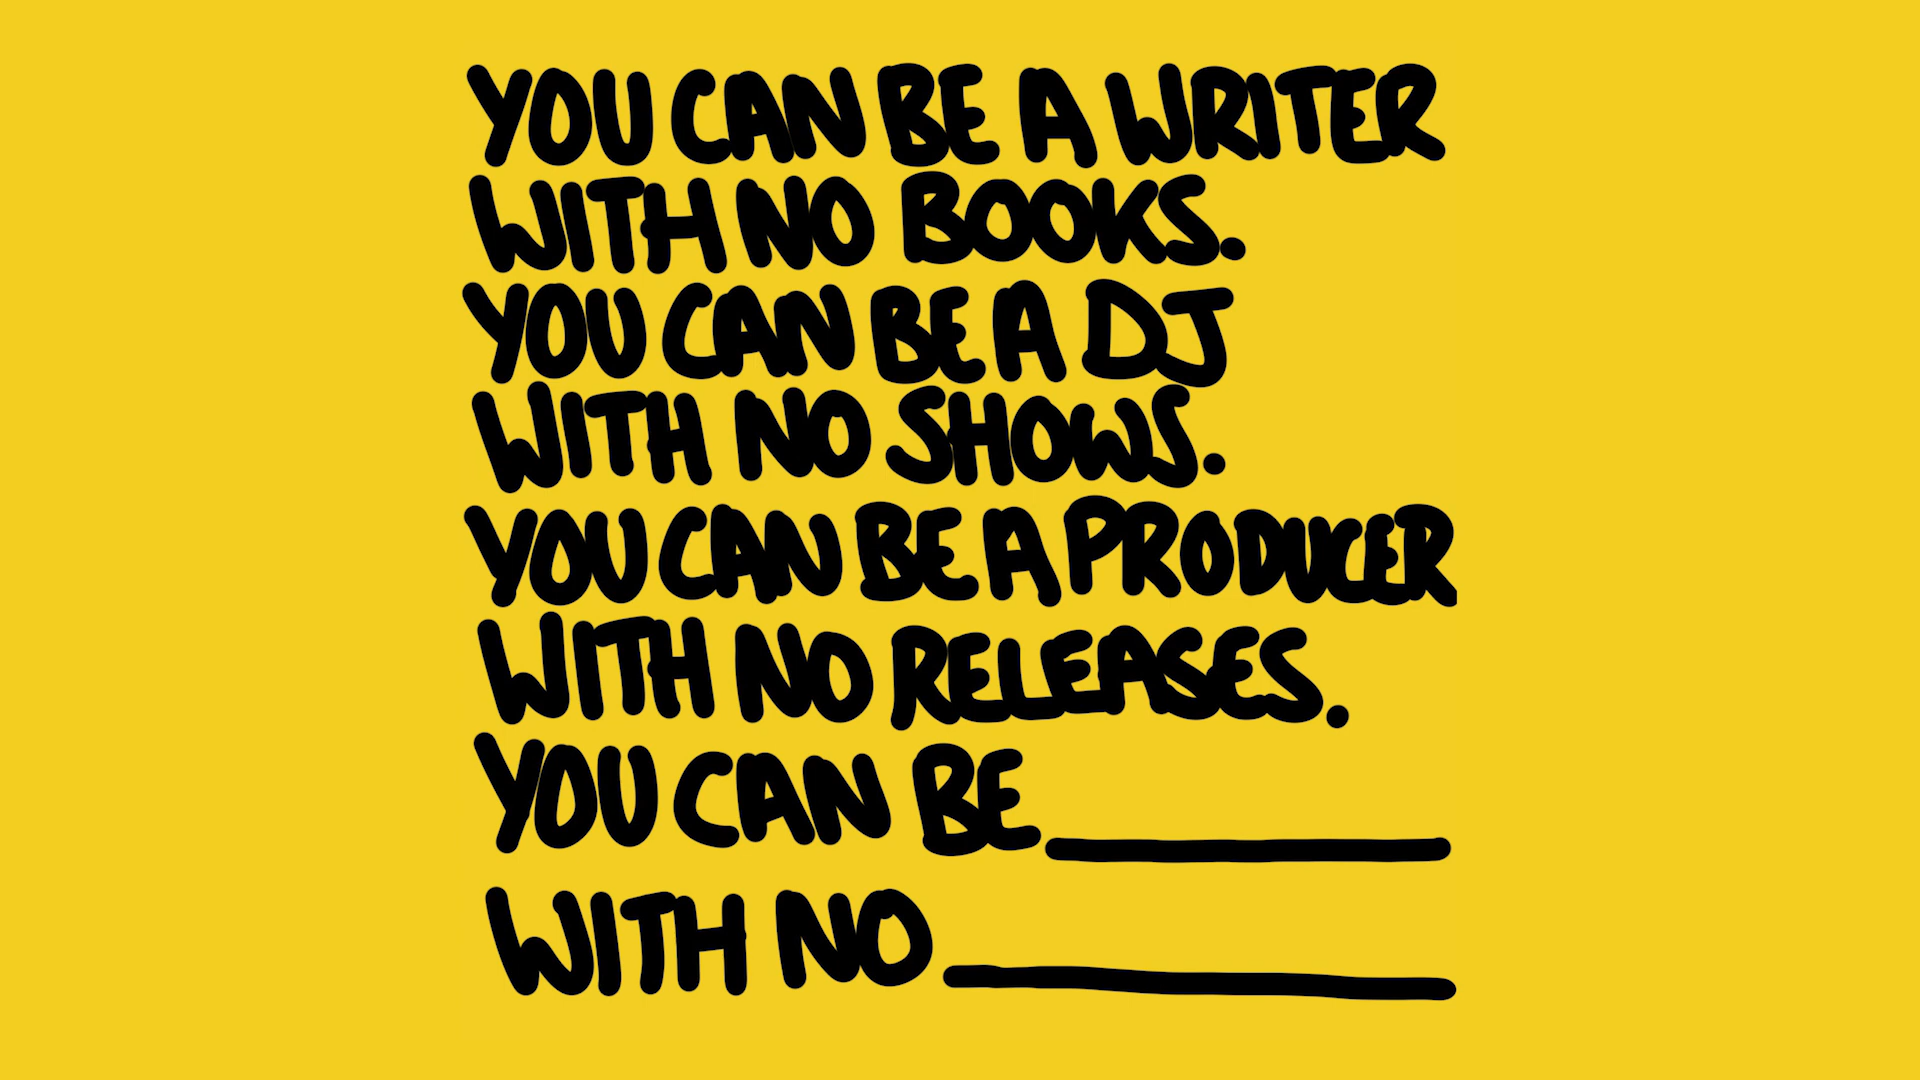 YOU CAN BE A WRITER
WITH NO BOOKS.
YOU CAN BE A DJ
WITH NO SHOWS.
YOU CAN BE A PRODUCER
WITH NO RELEASES.
YOU CAN BE ________
WITH NO ________